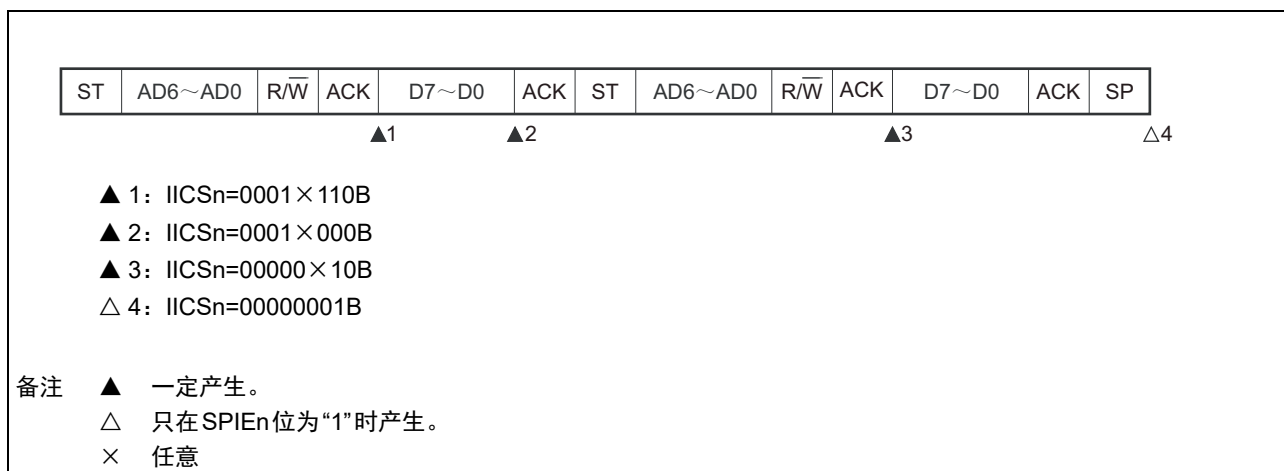 ST AD6～AD0 R/W̅ ACK D7～D0 ACK ST AD6～AD0 R/W̅ ACK D7～D0 ACK SP
▲1 ▲2 ▲3 △4
▲ 1：IICSn=0001×110B
▲ 2：IICSn=0001×000B
▲ 3：IICSn=00000×10B
△ 4：IICSn=00000001B
备注 ▲ 一定产生。
△ 只在SPIEn位为“1”时产生。
× 任意